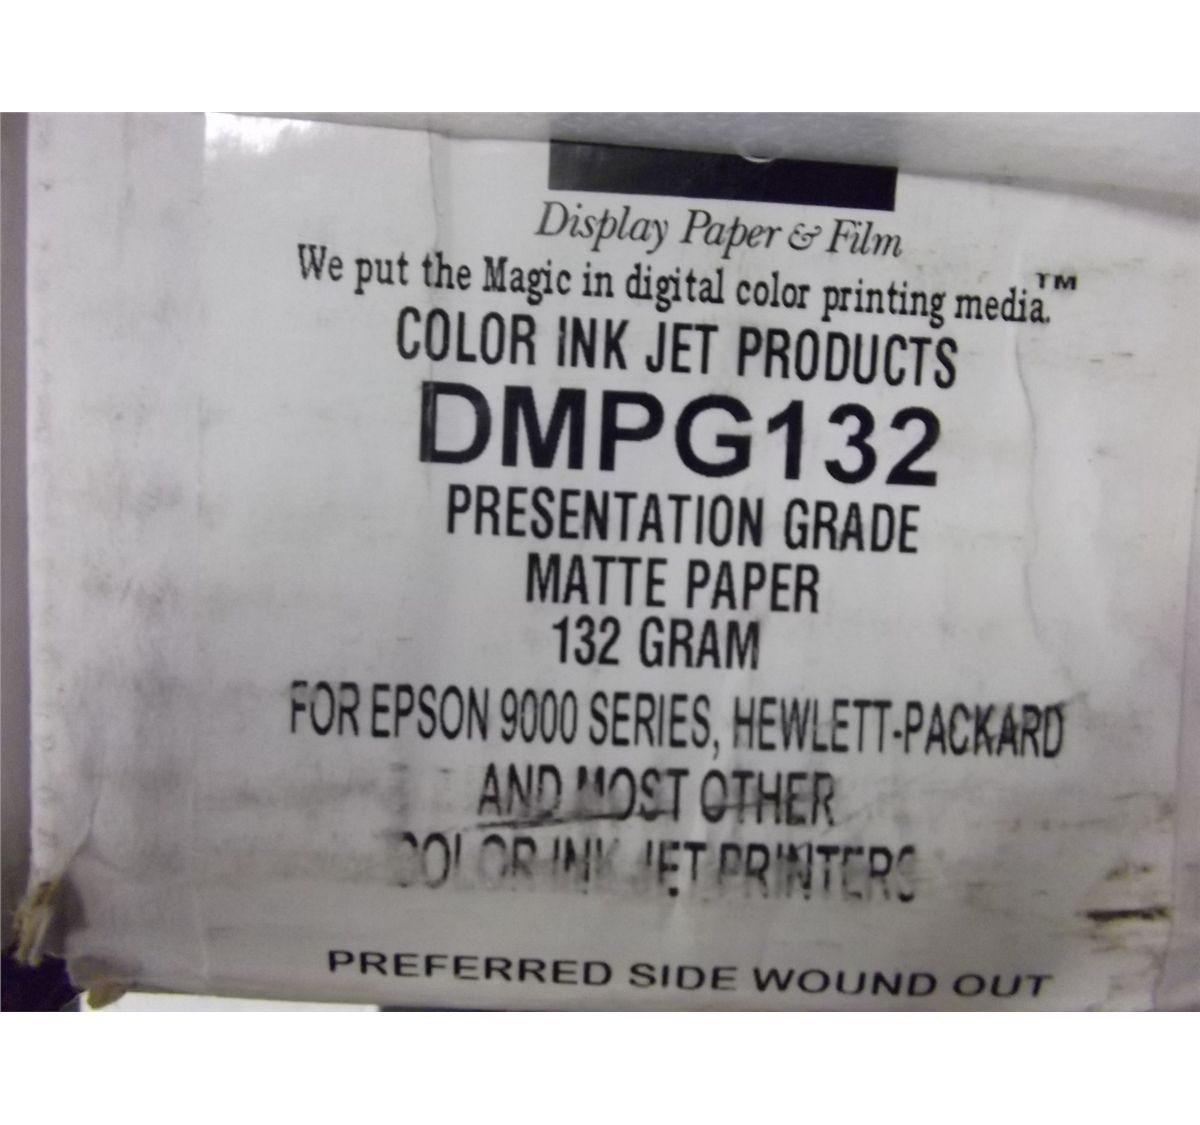 Display Paper & Film
We put the Magic in digital color printing media.™
COLOR INK JET PRODUCTS
DMPG132
PRESENTATION GRADE
MATTE PAPER
132 GRAM
FOR EPSON 9000 SERIES, HEWLETT-PACKARD
AND MOST OTHER
COLOR INK JET PRINTERS
PREFERRED SIDE WOUND OUT